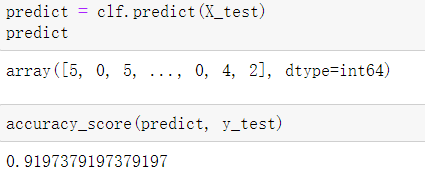 predict = clf.predict(X_test)
predict
array([5, 0, 5, ..., 0, 4, 2], dtype=int64)
accuracy_score(predict, y_test)
0.9197379197379197